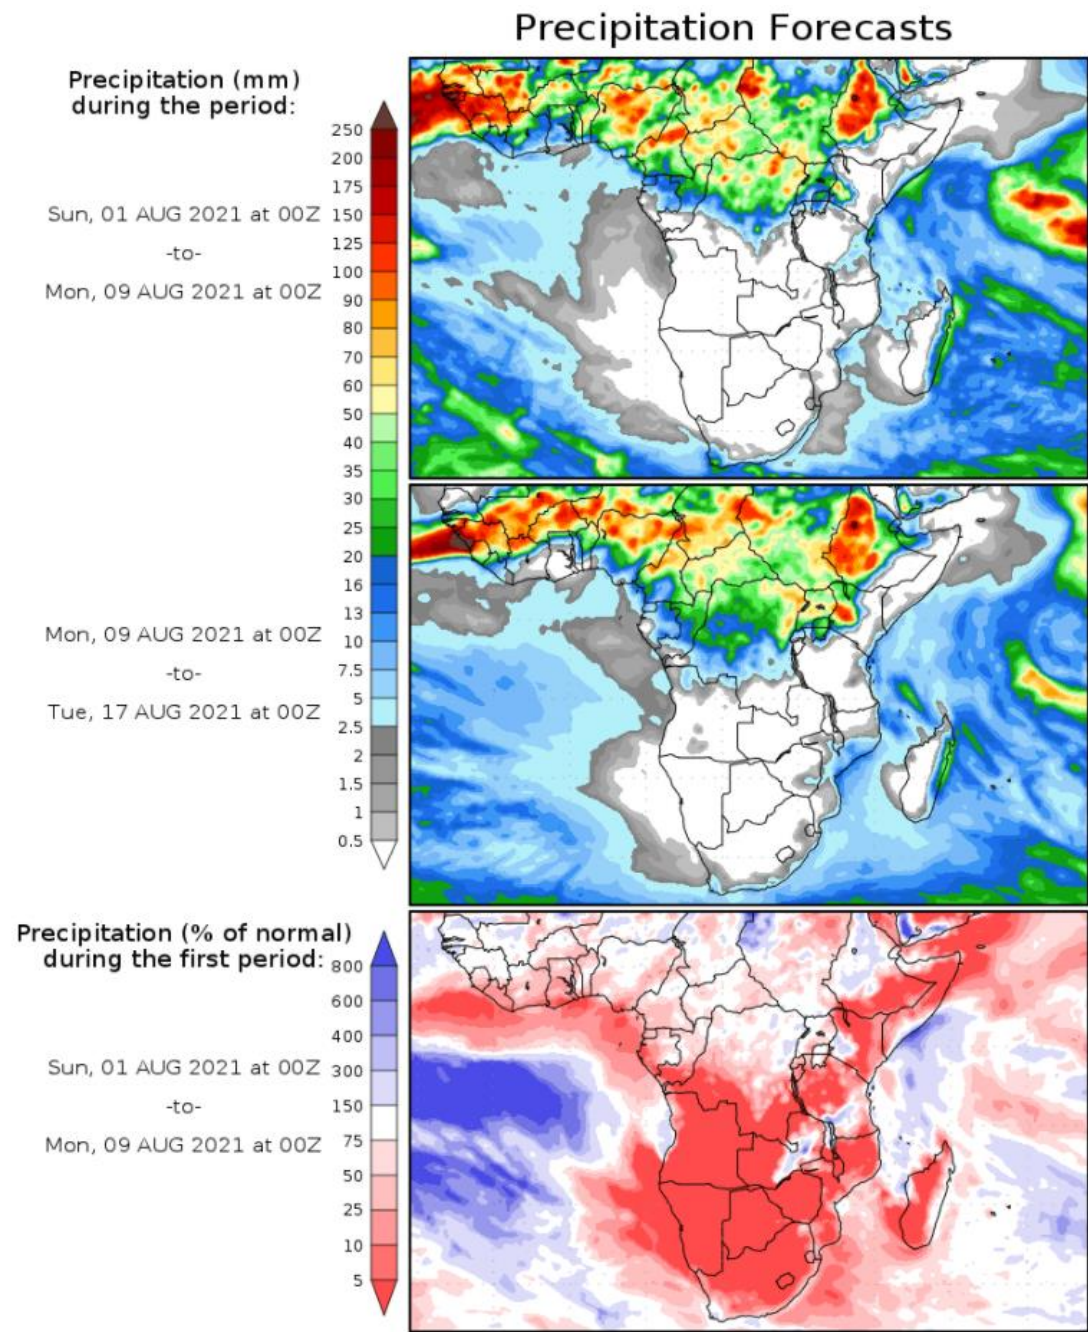 Precipitation Forecasts
Precipitation (mm)
during the period:
250
200
175
150
125
100
90
80
70
60
50
40
35
30
25
20
16
13
10
7.5
5
2.5
2
1.5
1
0.5
Sun, 01 AUG 2021 at 00Z
-to-
Mon, 09 AUG 2021 at 00Z
Mon, 09 AUG 2021 at 00Z
-to-
Tue, 17 AUG 2021 at 00Z
Precipitation (% of normal)
during the first period:
800
600
400
300
150
75
50
25
10
5
Sun, 01 AUG 2021 at 00Z
-to-
Mon, 09 AUG 2021 at 00Z